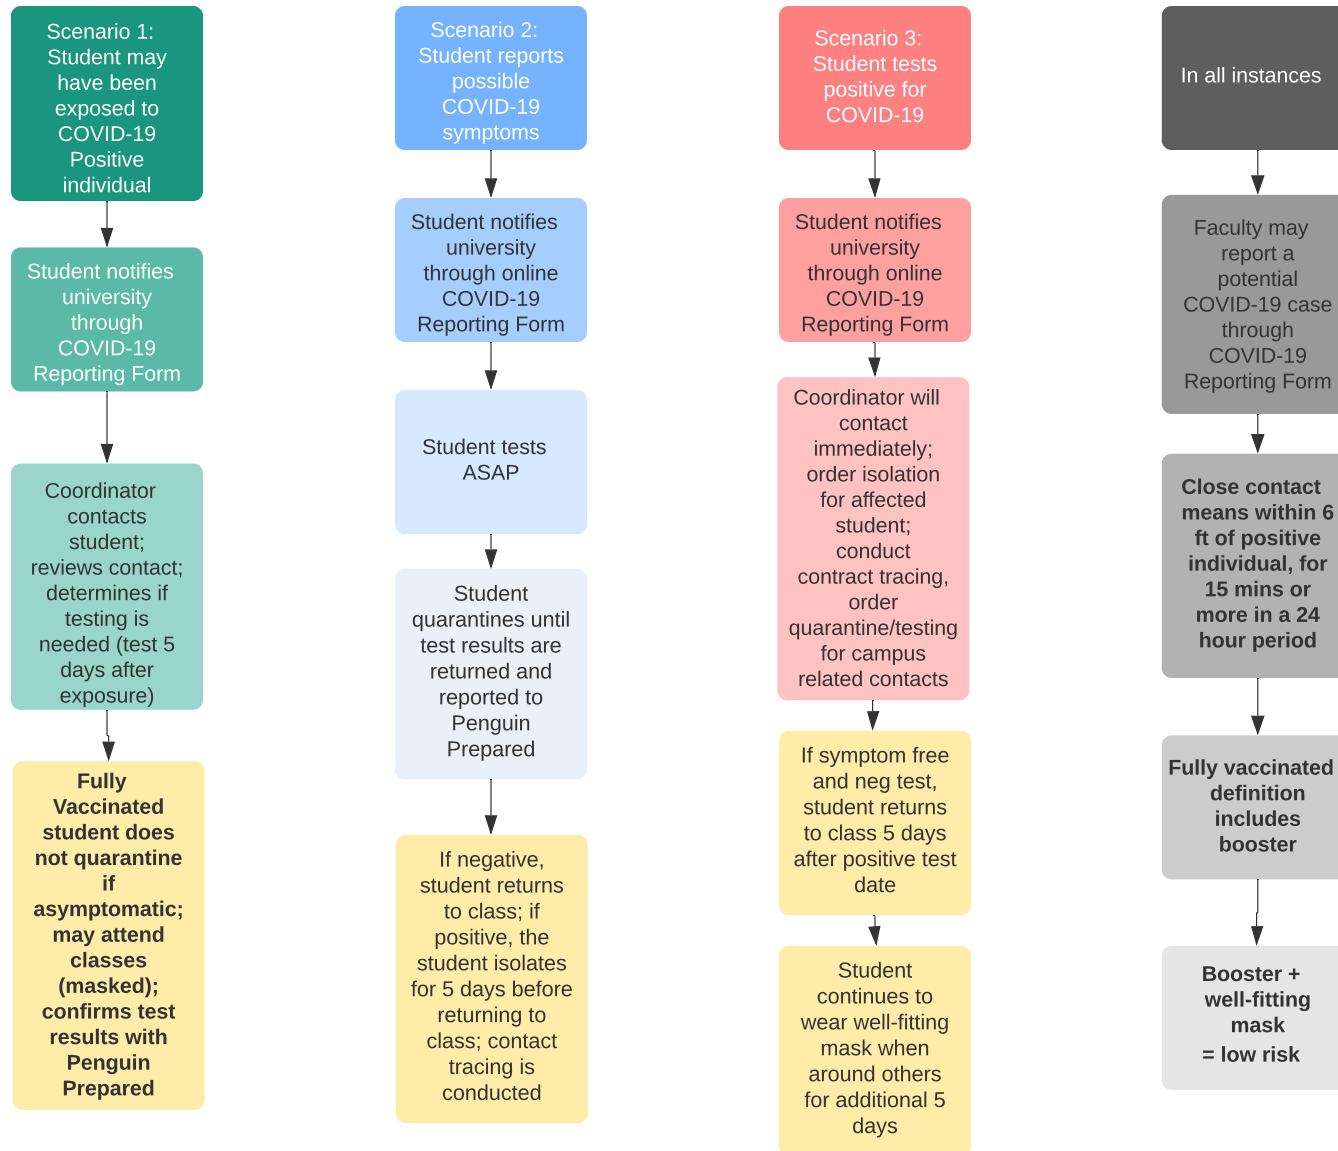 Scenario 1:
Student may
have been
exposed to
COVID-19
Positive
individual
Student notifies
university
through
COVID-19
Reporting Form
Coordinator
contacts
student;
reviews contact;
determines if
testing is
needed (test 5
days after
exposure)
Fully
Vaccinated
student does
not quarantine
if
asymptomatic;
may attend
classes
(masked);
confirms test
results with
Penguin
Prepared
Scenario 2:
Student reports
possible
COVID-19
symptoms
Student notifies
university
through online
COVID-19
Reporting Form
Student tests
ASAP
Student
quarantines until
test results are
returned and
reported to
Penguin
Prepared
If negative,
student returns
to class; if
positive, the
student isolates
for 5 days before
returning to
class; contact
tracing is
conducted
Scenario 3:
Student tests
positive for
COVID-19
Student notifies
university
through online
COVID-19
Reporting Form
Coordinator will
contact
immediately;
order isolation
for affected
student;
conduct
contract tracing,
order
quarantine/testing
for campus
related contacts
If symptom free
and neg test,
student returns
to class 5 days
after positive test
date
Student
continues to
wear well-fitting
mask when
around others
for additional 5
days
In all instances
Faculty may
report a
potential
COVID-19 case
through
COVID-19
Reporting Form
Close contact
means within 6
ft of positive
individual, for
15 mins or
more in a 24
hour period
Fully vaccinated
definition
includes
booster
Booster +
well-fitting
mask
= low risk